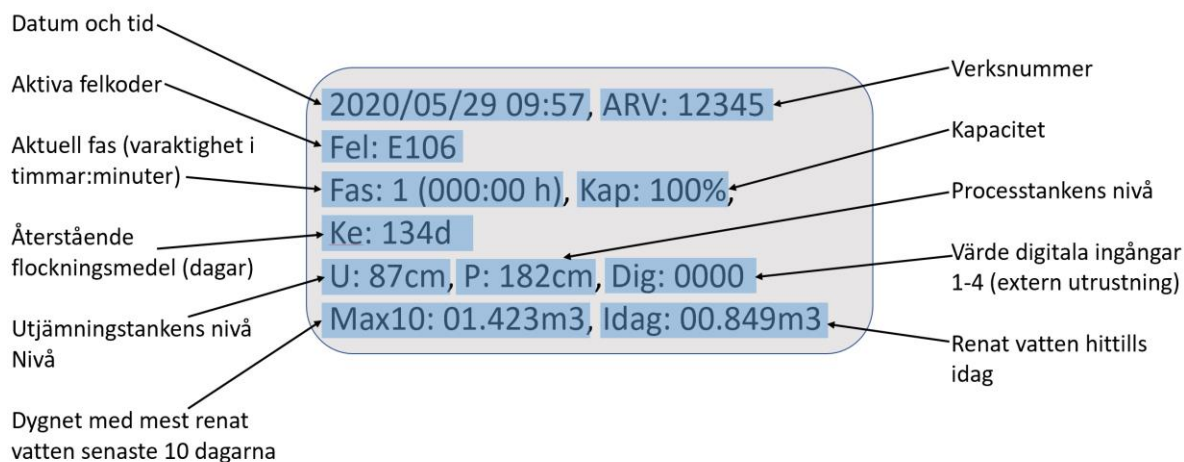 Datum och tid
Aktiva felkoder
Aktuell fas (varaktighet i
timmar:minuter)
Återstående
flockningsmedel (dagar)
Utjämningstankens nivå
Nivå
Dygnet med mest renat
vatten senaste 10 dagarna
2020/05/29 09:57, ARV: 12345
Fel: E106
Fas: 1 (000:00 h), Kap: 100%,
Ke: 134d
U: 87cm, P: 182cm, Dig: 0000
Max10: 01.423m3, Idag: 00.849m3
Verksnummer
Kapacitet
Processtankens nivå
Värde digitala ingångar
1-4 (extern utrustning)
Renat vatten hittills
idag